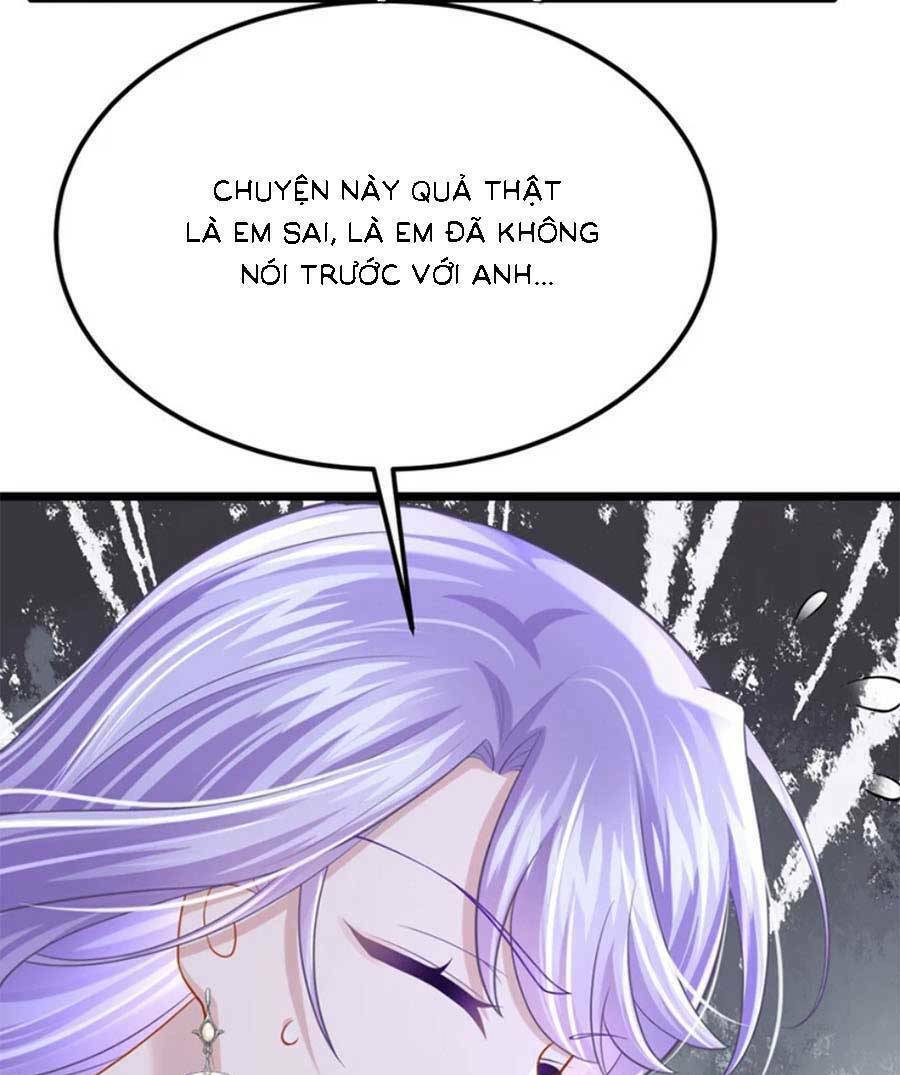 CHUYỆN NÀY QUẢ THẬT
LÀ EM SAI, LÀ EM ĐÃ KHÔNG
NÓI TRƯỚC VỚI ANH...